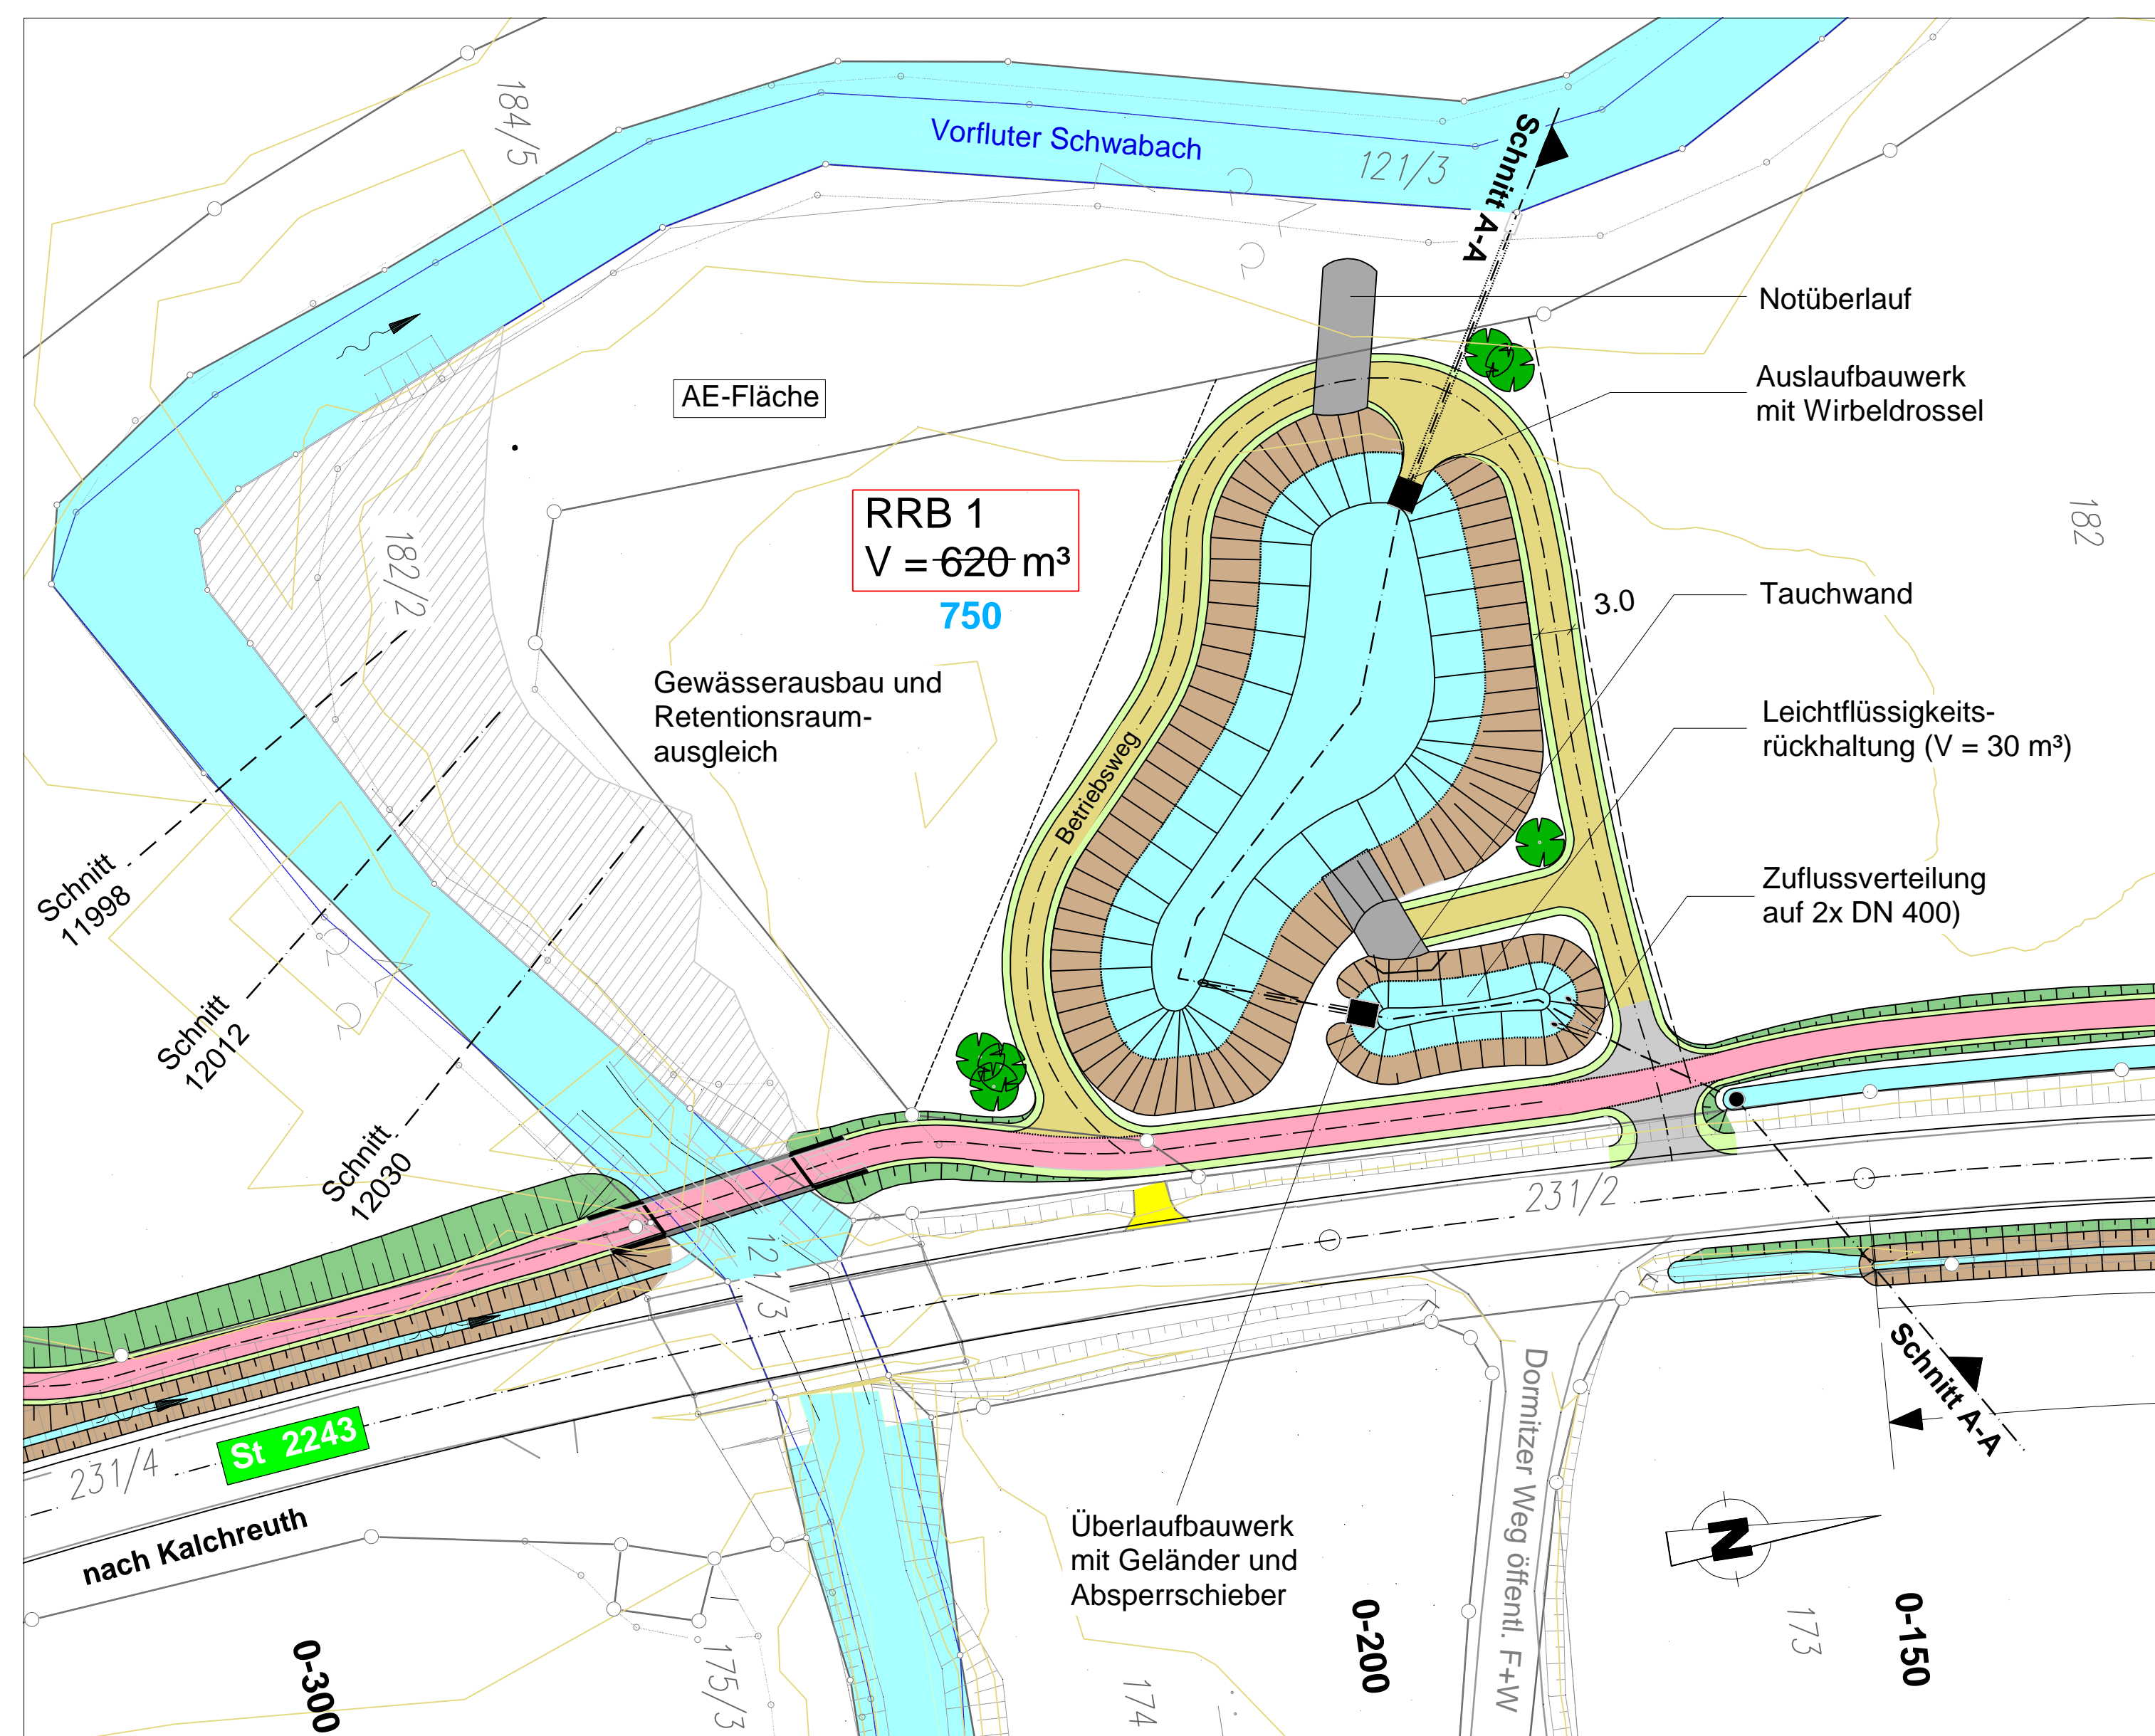 184/5
Vorfluter Schwabach
121/3
Schnitt A-A
Notüberlauf
Auslaufbauwerk
mit Wirbeldrossel
AE-Fläche
RRB 1
V = 620 m³
750
182
182/2
Tauchwand
3.0
Gewässerausbau und
Retentionsraum-
ausgleich
Leichtflüssigkeits-
rückhaltung (V = 30 m³)
Betriebsweg
Zuflussverteilung
auf 2x DN 400)
Schnitt
11998
Schnitt
12012
Schnitt
12030
231/2
121/3
Schnitt A-A
St 2243
231/4
nach Kalchreuth
Dormitzer Weg öffentl. F+W
Überlaufbauwerk
mit Geländer und
Absperrschieber
N
0-300
175/3
174
0-200
173
0-150